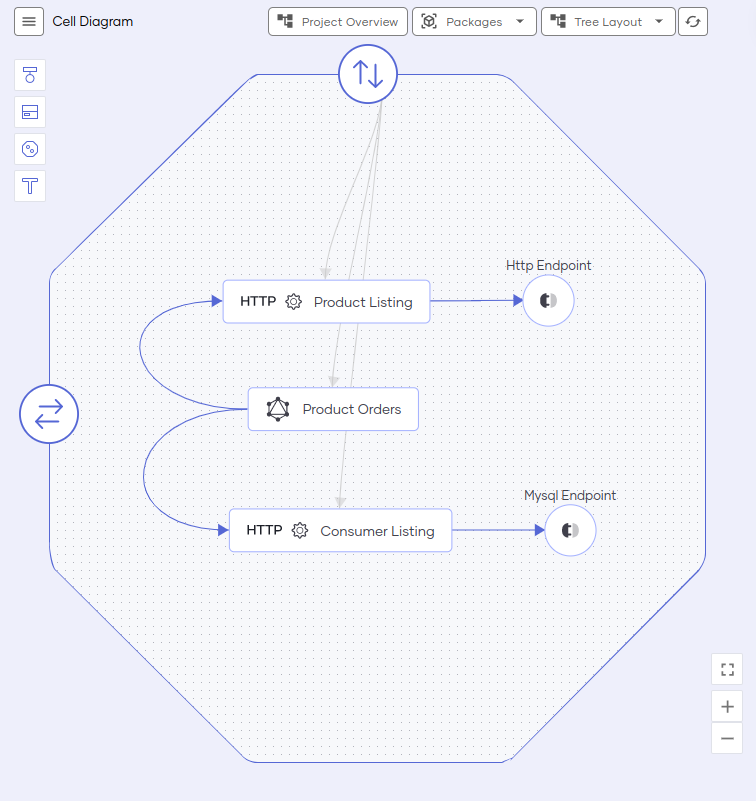 Cell Diagram
Project Overview
Packages
Tree Layout
Http Endpoint
HTTP Product Listing
Product Orders
Mysql Endpoint
HTTP Consumer Listing